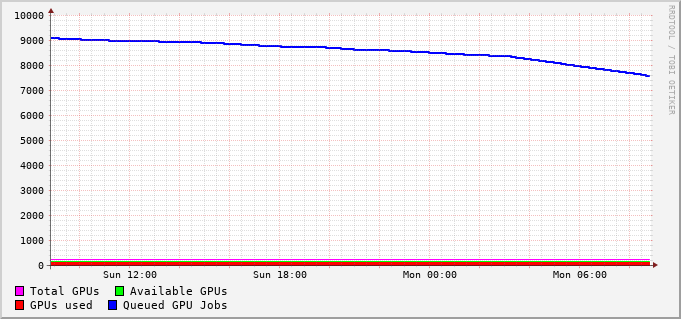 10000
9000
8000
7000
6000
5000
4000
3000
2000
1000
0
Sun 12:00 Sun 18:00 Mon 00:00 Mon 06:00
Total GPUs Available GPUs
GPUs used Queued GPU Jobs
RRDTOOL / TOBI OETIKER